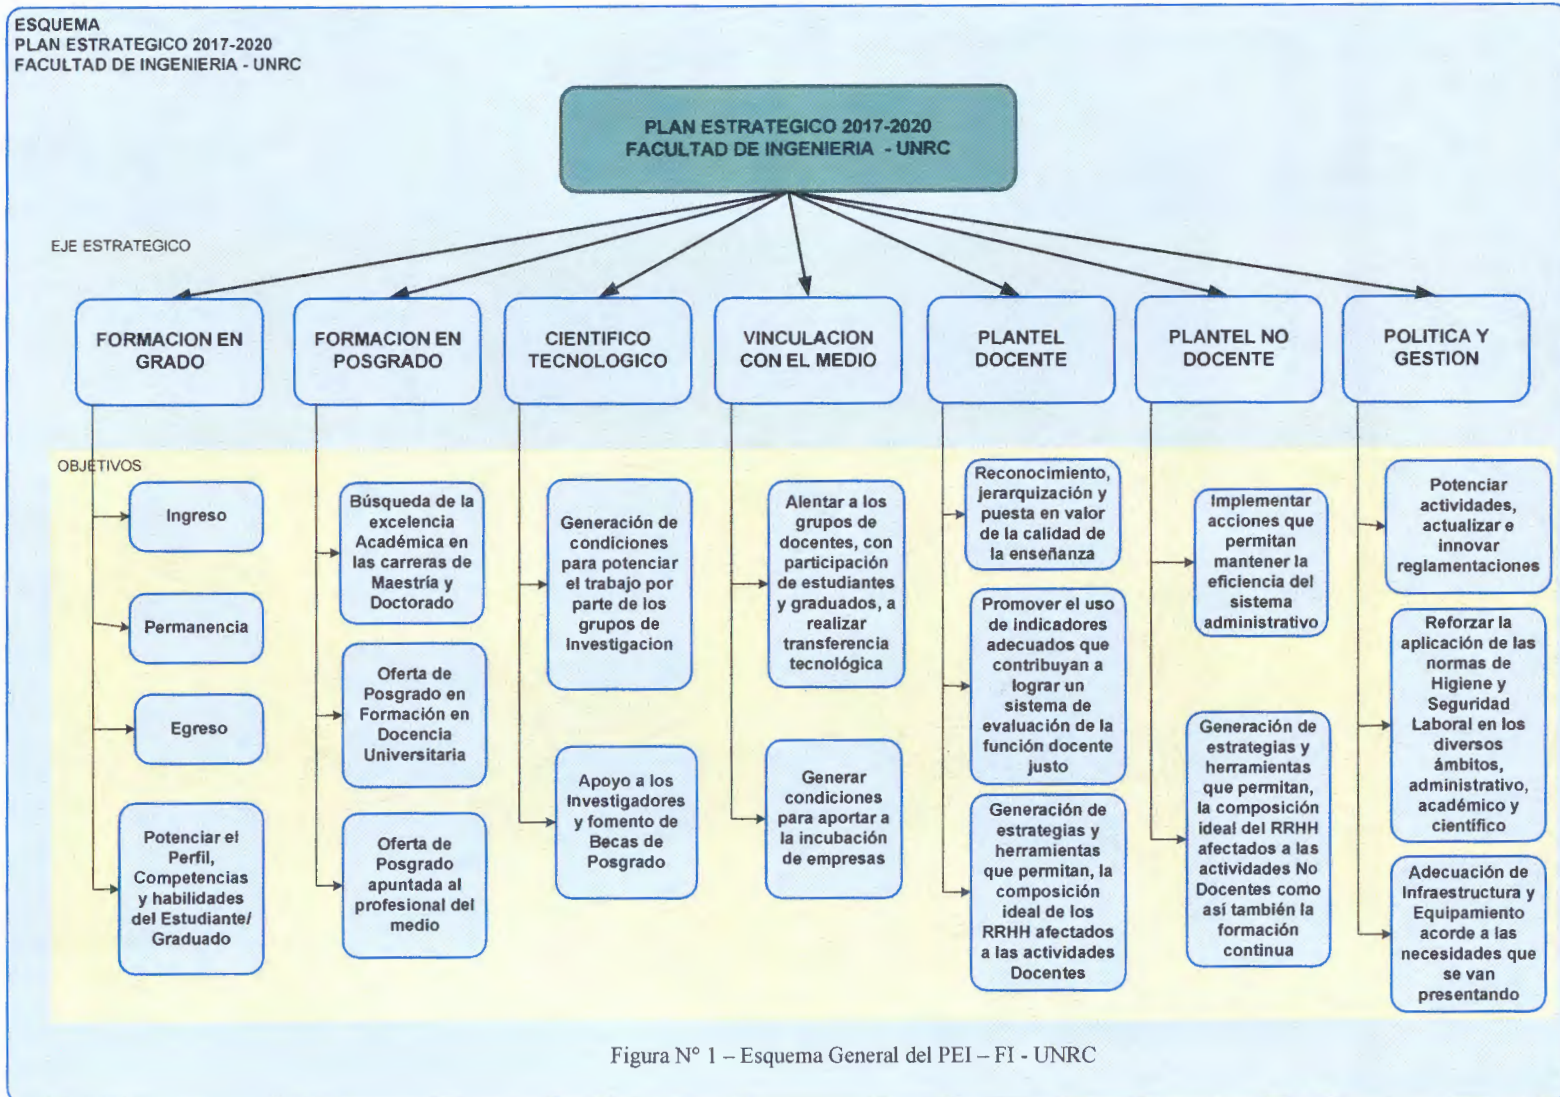 ESQUEMA
PLAN ESTRATEGICO 2017-2020
FACULTAD DE INGENIERIA - UNRC
PLAN ESTRATEGICO 2017-2020
FACULTAD DE INGENIERIA - UNRC
EJE ESTRATEGICO
FORMACION EN
GRADO
FORMACION EN
POSGRADO
CIENTIFICO
TECNOLOGICO
VINCULACION
CON EL MEDIO
PLANTEL
DOCENTE
PLANTEL NO
DOCENTE
POLITICA Y
GESTION
OBJETIVOS
Ingreso
Permanencia
Egreso
Potenciar el
Perfil,
Competencias
y habilidades
del Estudiante/
Graduado
Búsqueda de la
excelencia
Académica en
las carreras de
Maestría y
Doctorado
Oferta de
Posgrado en
Formación en
Docencia
Universitaria
Oferta de
Posgrado
apuntada al
profesional del
medio
Generación de
condiciones
para potenciar
el trabajo por
parte de los
grupos de
Investigacion
Apoyo a los
Investigadores
y fomento de
Becas de
Posgrado
Alentar a los
grupos de
docentes, con
participación
de estudiantes
y graduados, a
realizar
transferencia
tecnológica
Generar
condiciones
para aportar a
la incubación
de empresas
Reconocimiento,
jerarquización y
puesta en valor
de la calidad de
la enseñanza
Promover el uso
de indicadores
adecuados que
contribuyan a
lograr un
sistema de
evaluación de la
función docente
justo
Generación de
estrategias y
herramientas
que permitan, la
composición
ideal de los
RRHH afectados
a las actividades
Docentes
Implementar
acciones que
permitan
mantener la
eficiencia del
sistema
administrativo
Generación de
estrategias y
herramientas
que permitan,
la composición
ideal del RRHH
afectados a las
actividades No
Docentes como
así también la
formación
continua
Potenciar
actividades,
actualizar e
innovar
reglamentaciones
Reforzar la
aplicación de las
normas de
Higiene y
Seguridad
Laboral en los
diversos
ámbitos,
administrativo,
académico y
científico
Adecuación de
Infraestructura y
Equipamiento
acorde a las
necesidades que
se van
presentando
Figura N° 1 – Esquema General del PEI – FI - UNRC